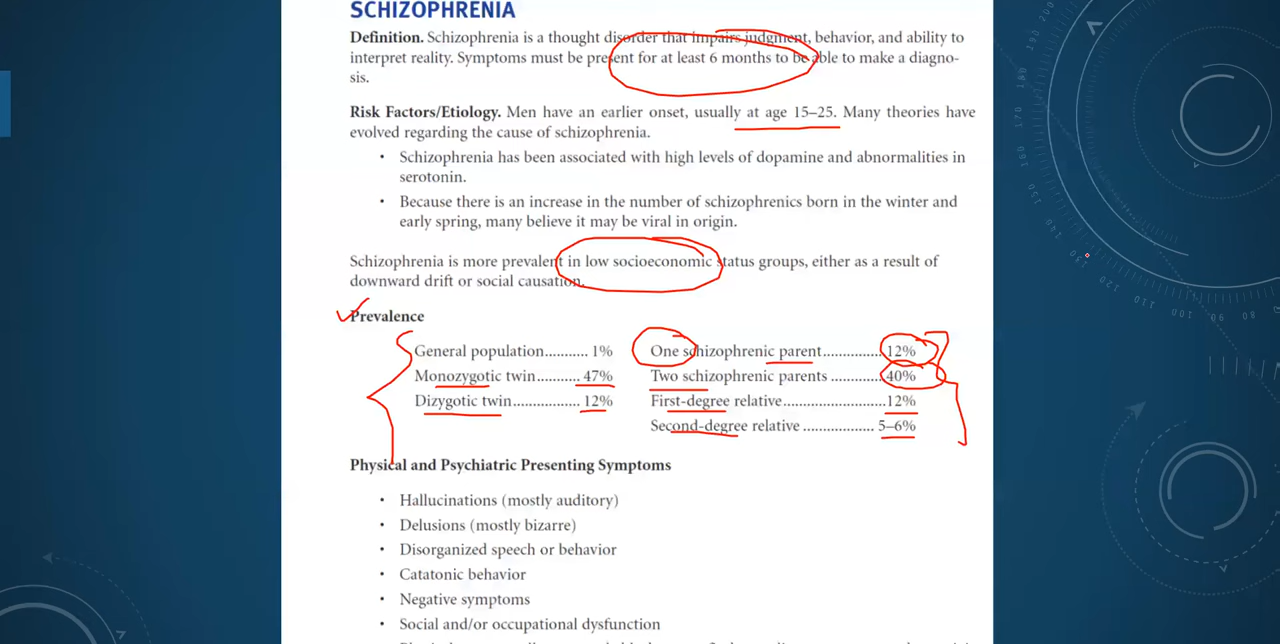 SCHIZOPHRENIA
Definition. Schizophrenia is a thought disorder that impairs judgment, behavior, and ability to
interpret reality. Symptoms must be present for at least 6 months to be able to make a diagno-
sis.
Risk Factors/Etiology. Men have an earlier onset, usually at age 15–25. Many theories have
evolved regarding the cause of schizophrenia.
• Schizophrenia has been associated with high levels of dopamine and abnormalities in
serotonin.
• Because there is an increase in the number of schizophrenics born in the winter and
early spring, many believe it may be viral in origin.
Schizophrenia is more prevalent in low socioeconomic status groups, either as a result of
downward drift or social causation.
Prevalence
General population........... 1%
Monozygotic twin.......... 47%
Dizygotic twin................ 12%
One schizophrenic parent............... 12%
Two schizophrenic parents ............ 40%
First-degree relative........................ 12%
Second-degree relative ................. 5–6%
Physical and Psychiatric Presenting Symptoms
• Hallucinations (mostly auditory)
• Delusions (mostly bizarre)
• Disorganized speech or behavior
• Catatonic behavior
• Negative symptoms
• Social and/or occupational dysfunction